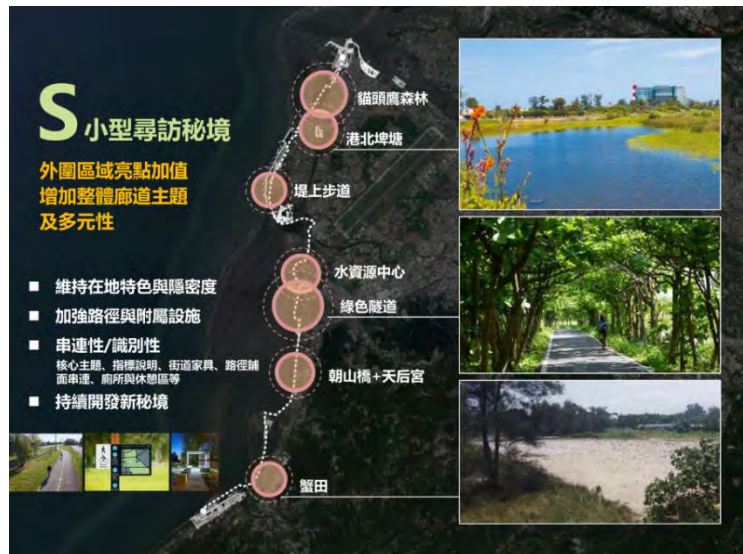 S 小型尋訪秘境
外圍區域亮點加值
增加整體廊道主題
及多元性
維持在地特色與隱密度
加強路徑與附屬設施
串連性/識別性
核心主題、指標說明、街道家具、路徑鋪
面串連、廁所與休憩區等
持續開發新秘境
貓頭鷹森林
港北埤塘
堤上步道
水資源中心
綠色隧道
朝山橋+天后宮
蟹田